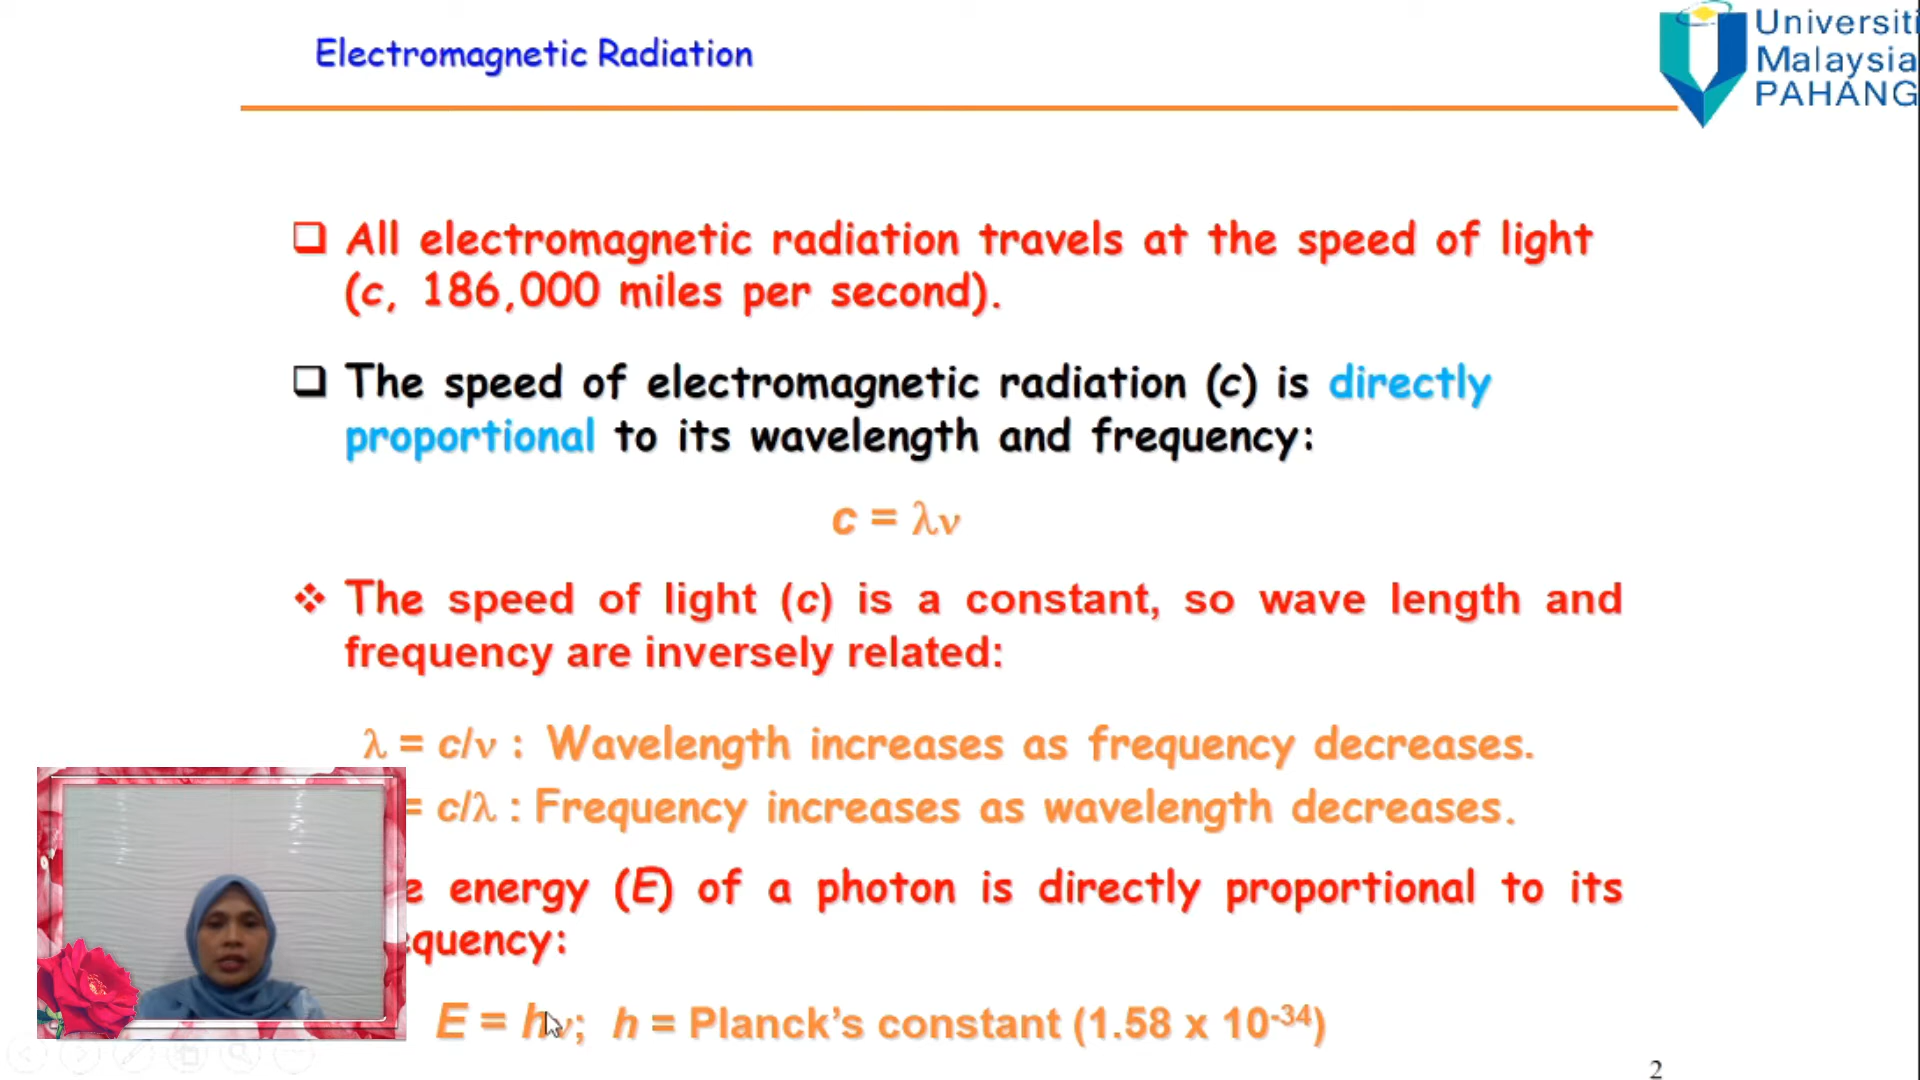 Electromagnetic Radiation
Universiti
Malaysia
PAHANG
❑ All electromagnetic radiation travels at the speed of light
(c, 186,000 miles per second).
❑ The speed of electromagnetic radiation (c) is directly
proportional to its wavelength and frequency:
c = λν
❖ The speed of light (c) is a constant, so wave length and
frequency are inversely related:
λ = c/ν : Wavelength increases as frequency decreases.
= c/λ : Frequency increases as wavelength decreases.
energy (E) of a photon is directly proportional to its
equency:
E = hν; h = Planck's constant (1.58 x 10⁻³⁴)
2